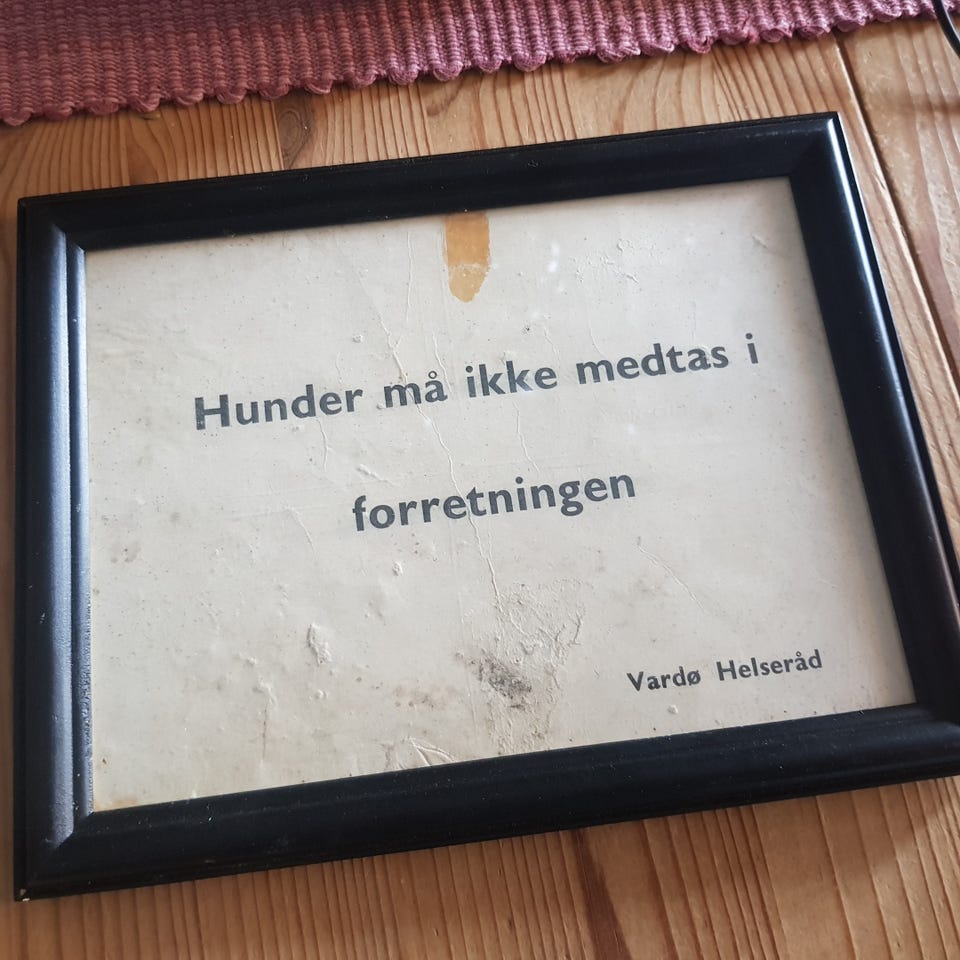 Hunder må ikke medtas i
forretningen
Vardø Helseråd